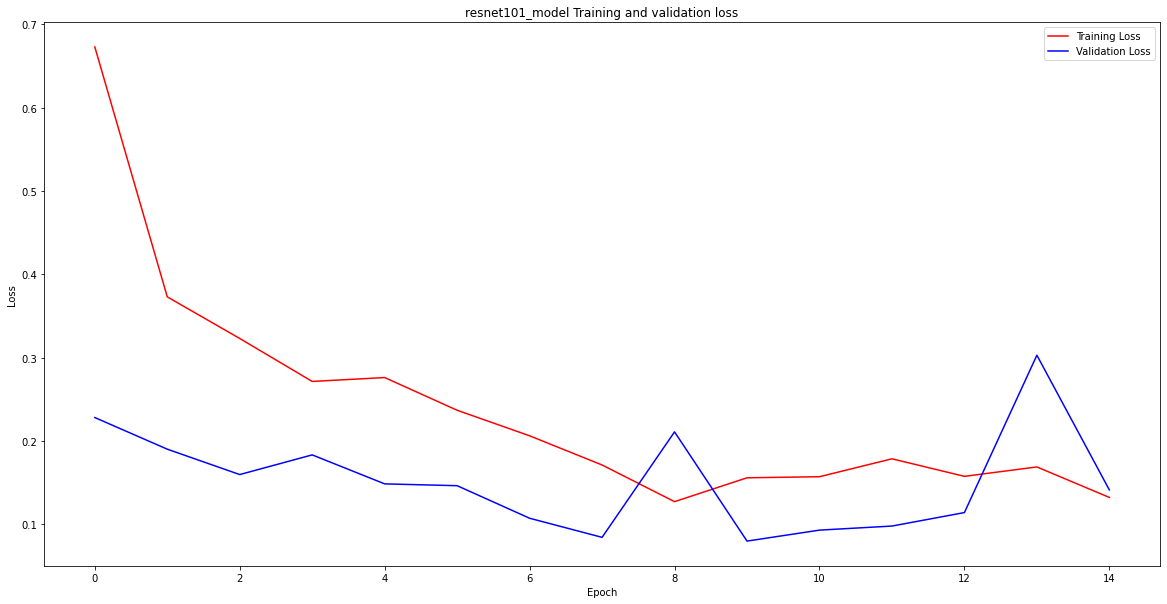 resnet101_model Training and validation loss
Training Loss
Validation Loss
0.7
0.6
0.5
0.4
0.3
0.2
0.1
Loss
0 2 4 6 8 10 12 14
Epoch